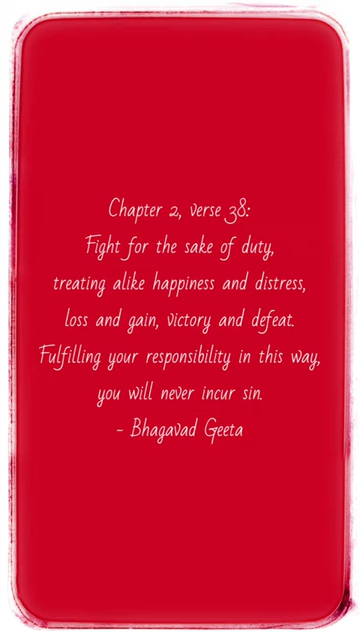 Chapter 2, verse 38:
Fight for the sake of duty,
treating alike happiness and distress,
loss and gain, victory and defeat.
Fulfilling your responsibility in this way,
you will never incur sin.
- Bhagavad Geeta